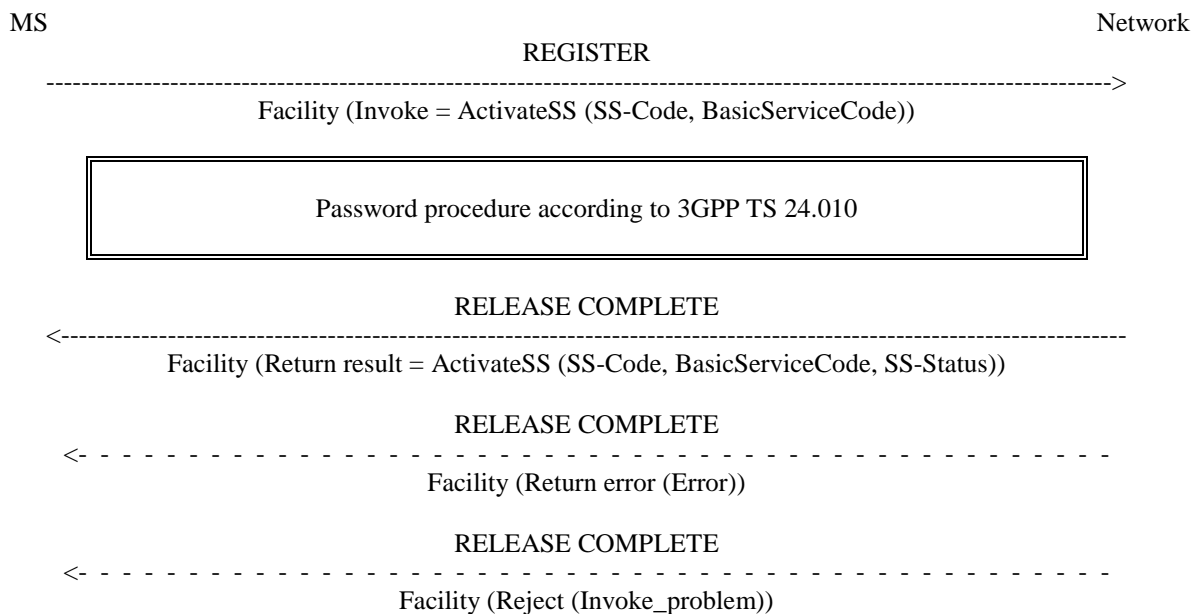 MS Network
REGISTER
Facility (Invoke = ActivateSS (SS-Code, BasicServiceCode))
Password procedure according to 3GPP TS 24.010
RELEASE COMPLETE
Facility (Return result = ActivateSS (SS-Code, BasicServiceCode, SS-Status))
RELEASE COMPLETE
Facility (Return error (Error))
RELEASE COMPLETE
Facility (Reject (Invoke_problem))